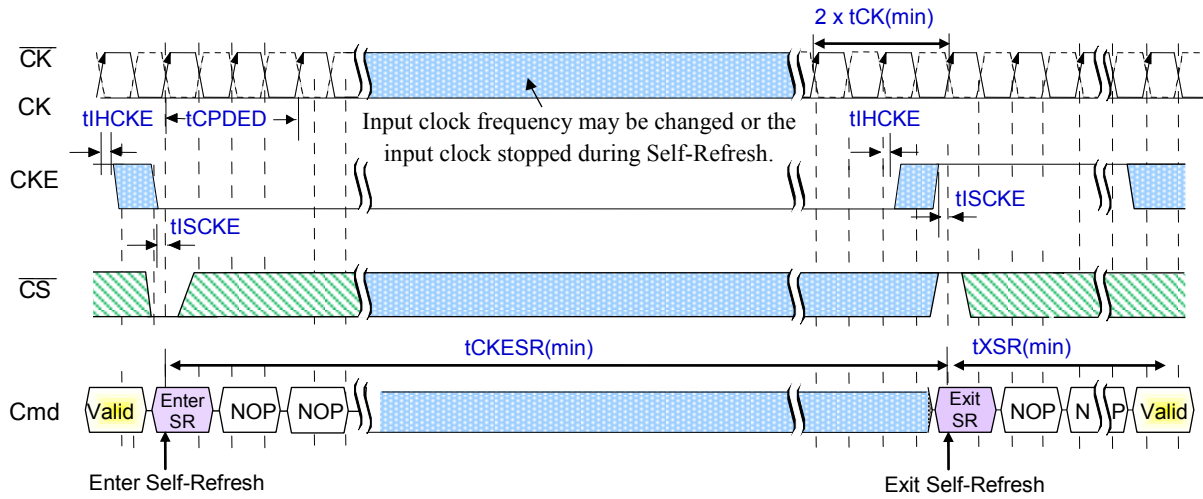 2 x tCK(min)
CK
CK
tIHCKE
tCPDED
Input clock frequency may be changed or the
input clock stopped during Self-Refresh.
tIHCKE
CKE
tISCKE
tISCKE
CS
tCKESR(min)
tXSR(min)
Cmd
Valid
Enter
SR
NOP
NOP
Exit
SR
NOP
N
P
Valid
Enter Self-Refresh
Exit Self-Refresh